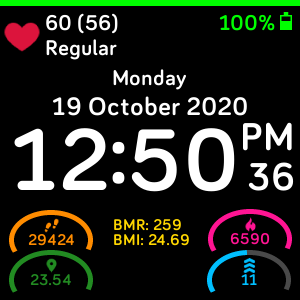 60 (56)
100%
Regular
Monday
19 October 2020
12:50 PM
36
29424
BMR: 259
BMI: 24.69
6590
23.54
11